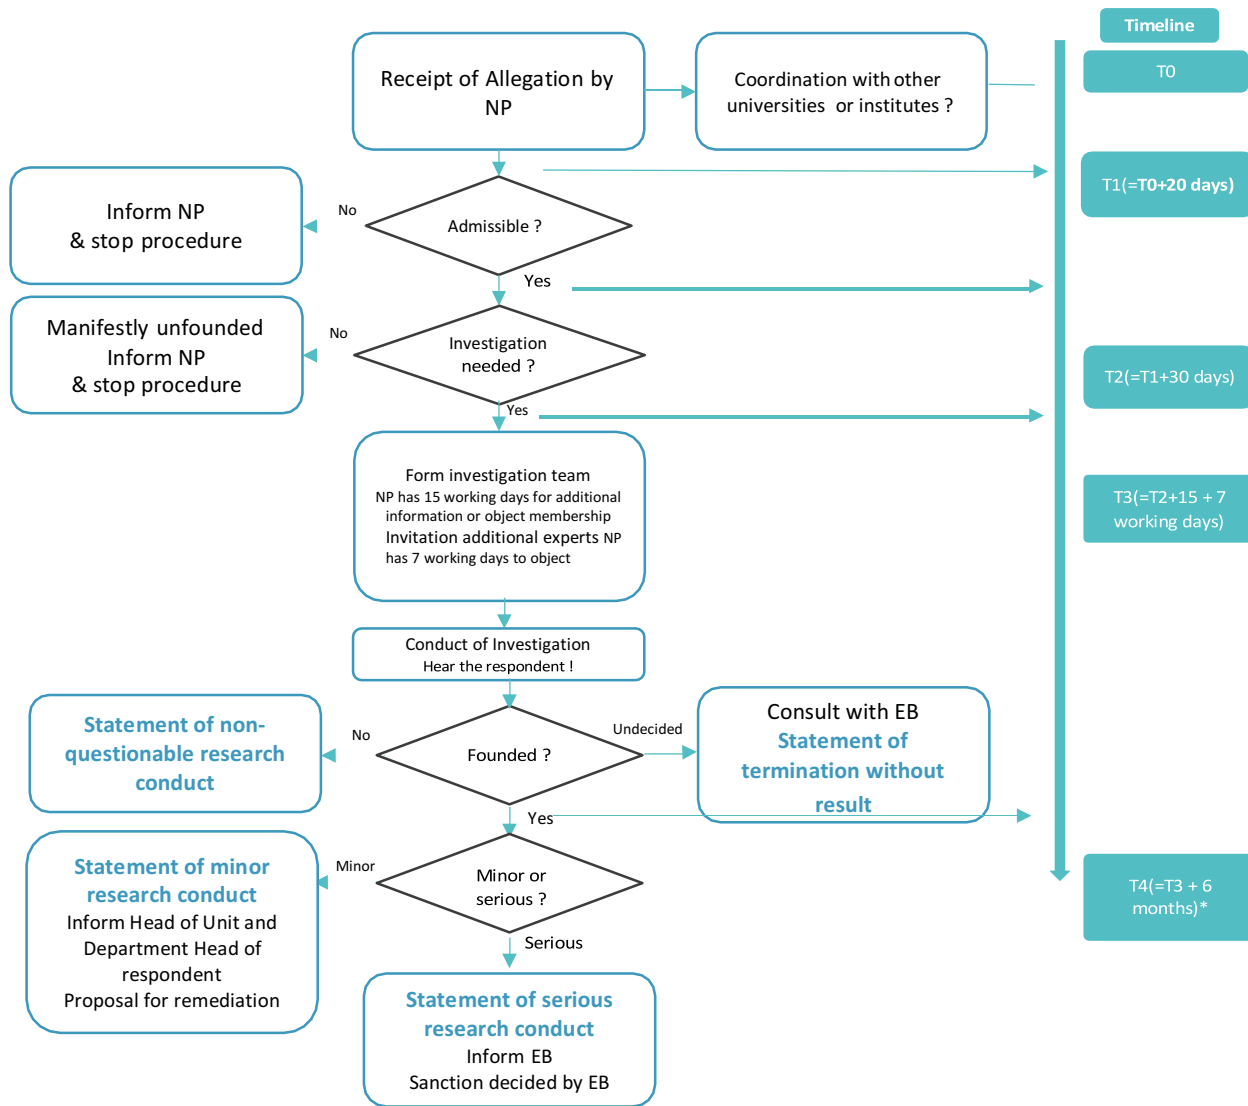 Timeline
Receipt of Allegation by
NP
Coordination with other
universities or institutes ?
T0
T1(=T0+20 days)
Inform NP
& stop procedure
No
Admissible ?
Yes
Manifestly unfounded
Inform NP
& stop procedure
No
Investigation
needed ?
Yes
T2(=T1+30 days)
Form investigation team
NP has 15 working days for additional
information or object membership
Invitation additional experts NP
has 7 working days to object
T3(=T2+15 + 7
working days)
Conduct of Investigation
Hear the respondent !
Statement of non-
questionable research
conduct
No
Founded ?
Undecided
Consult with EB
Statement of
termination without
result
Yes
Statement of minor
research conduct
Inform Head of Unit and
Department Head of
respondent
Proposal for remediation
Minor
Minor or
serious ?
T4(=T3 + 6
months)*
Serious
Statement of serious
research conduct
Inform EB
Sanction decided by EB